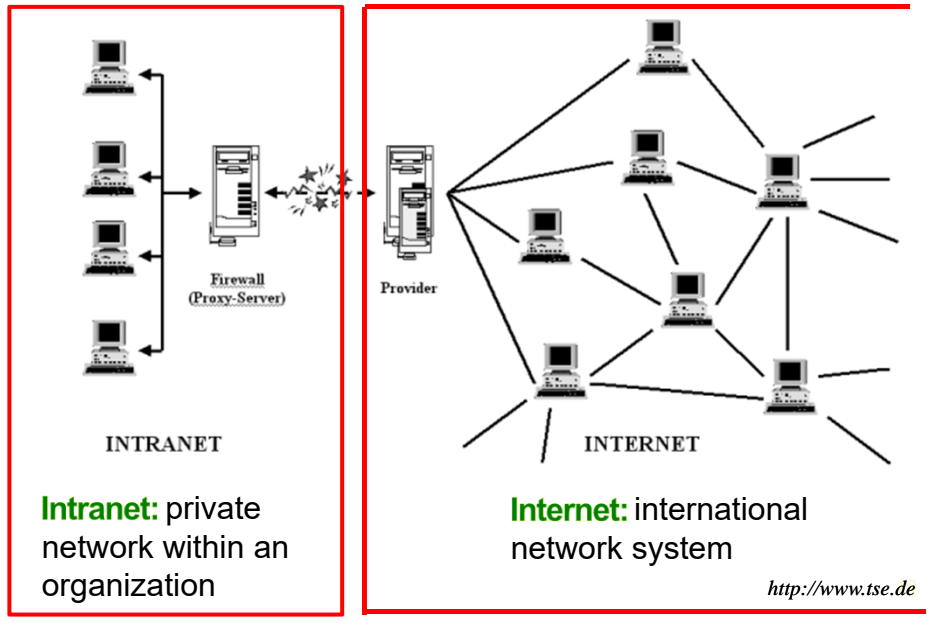 Firewall
(Proxy-Server)
Provider
INTRANET
INTERNET
Intranet: private
network within an
organization
Internet: international
network system
http://www.tse.de